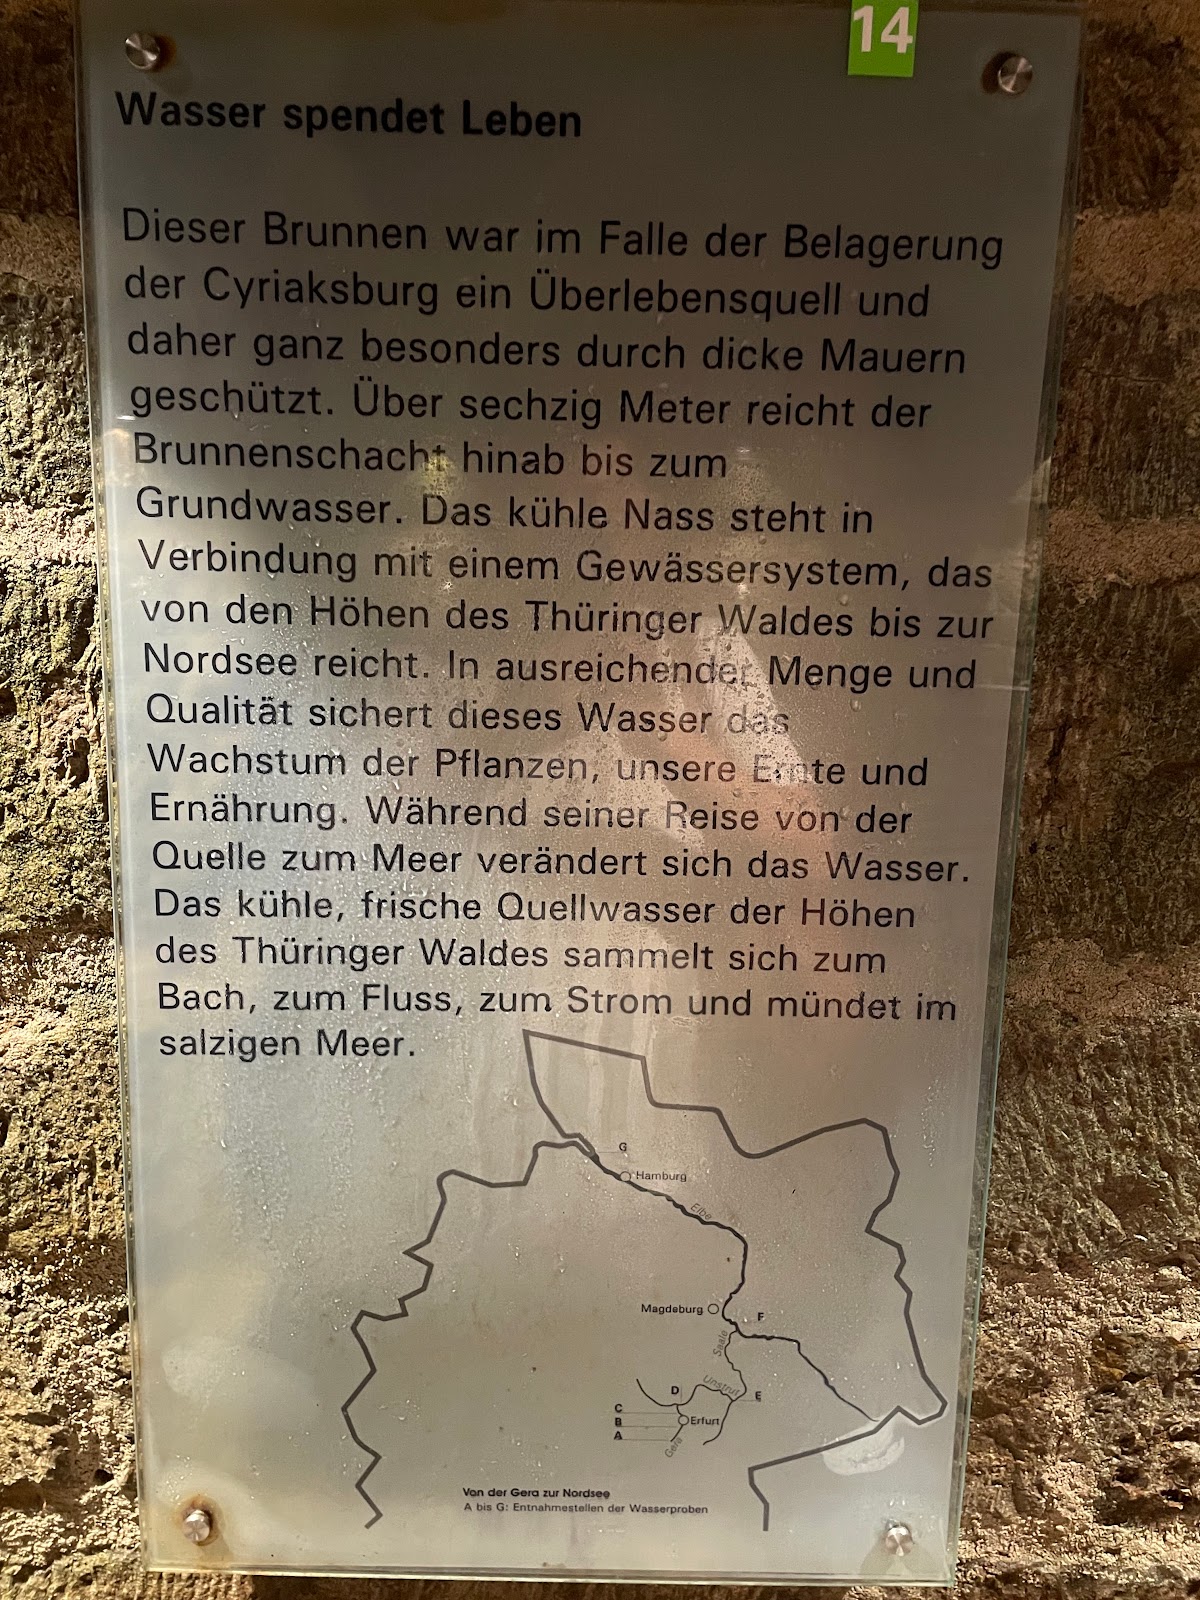 14
Wasser spendet Leben
Dieser Brunnen war im Falle der Belagerung
der Cyriaksburg ein Überlebensquell und
daher ganz besonders durch dicke Mauern
geschützt. Über sechzig Meter reicht der
Brunnenschacht hinab bis zum
Grundwasser. Das kühle Nass steht in
Verbindung mit einem Gewässersystem, das
von den Höhen des Thüringer Waldes bis zur
Nordsee reicht. In ausreichender Menge und
Qualität sichert dieses Wasser das
Wachstum der Pflanzen, unsere Ernte und
Ernährung. Während seiner Reise von der
Quelle zum Meer verändert sich das Wasser.
Das kühle, frische Quellwasser der Höhen
des Thüringer Waldes sammelt sich zum
Bach, zum Fluss, zum Strom und mündet im
salzigen Meer.
G
Hamburg
Elbe
Magdeburg
F
Saale
Unstrut
D
E
C
B
Erfurt
A
Gera
Von der Gera zur Nordsee
A bis G: Entnahmestellen der Wasserproben